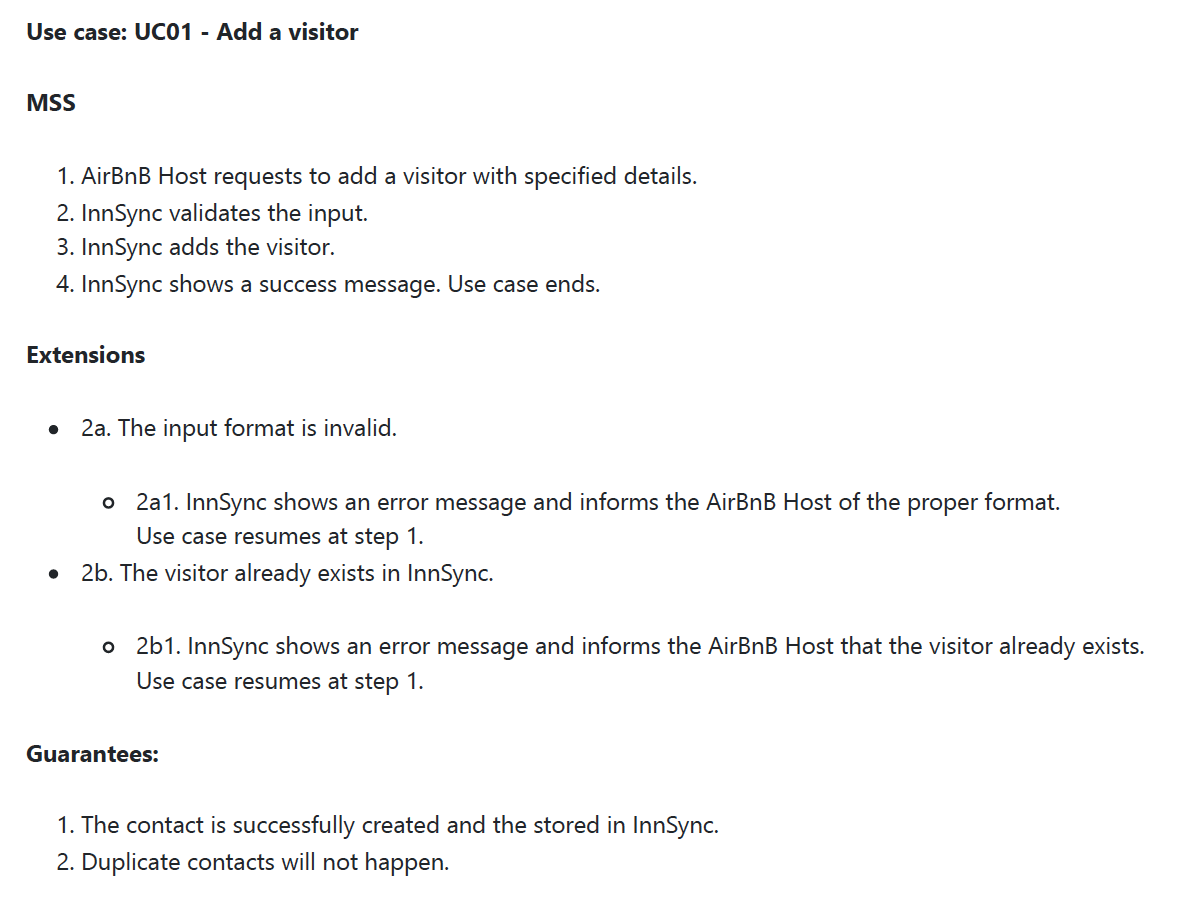 Use case: UC01 - Add a visitor
MSS
1. AirBnB Host requests to add a visitor with specified details.
2. InnSync validates the input.
3. InnSync adds the visitor.
4. InnSync shows a success message. Use case ends.
Extensions
2a. The input format is invalid.
2a1. InnSync shows an error message and informs the AirBnB Host of the proper format.
Use case resumes at step 1.
2b. The visitor already exists in InnSync.
2b1. InnSync shows an error message and informs the AirBnB Host that the visitor already exists.
Use case resumes at step 1.
Guarantees:
1. The contact is successfully created and the stored in InnSync.
2. Duplicate contacts will not happen.